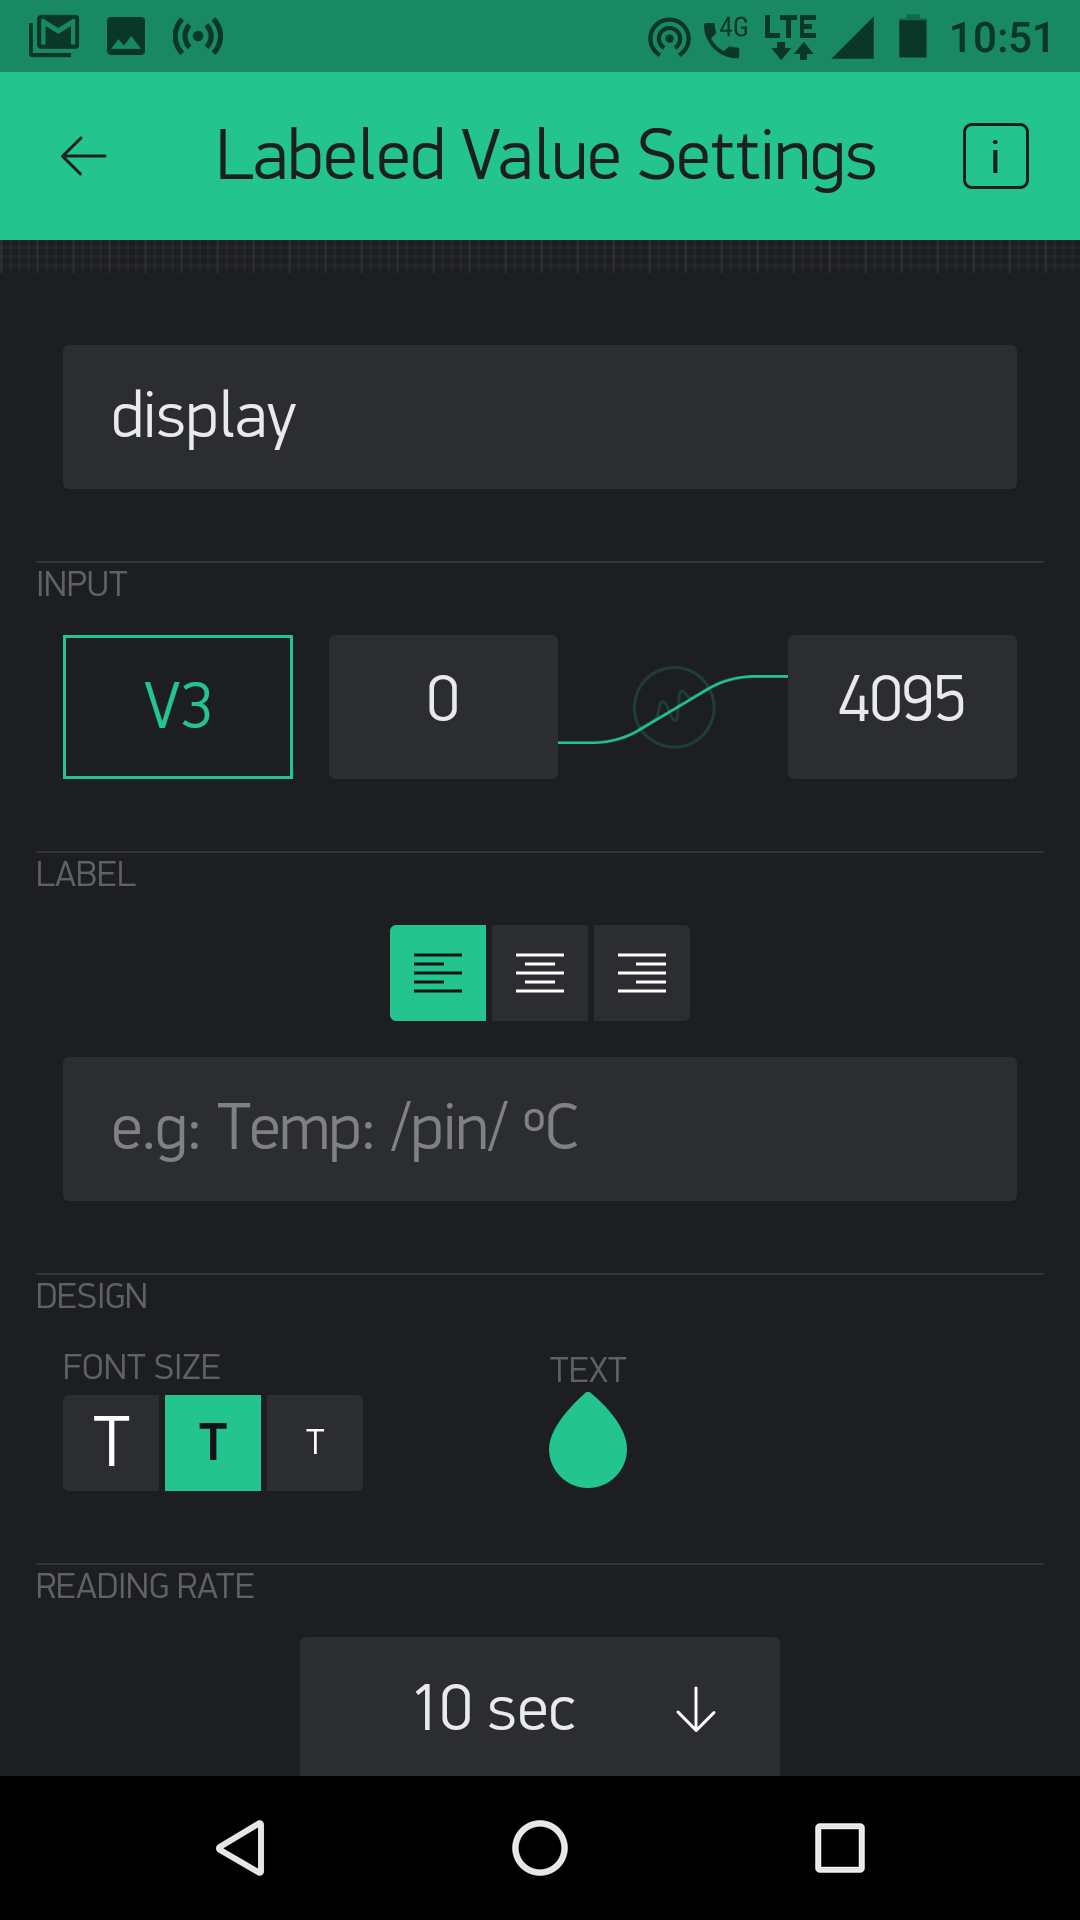 4G LTE 10:51
Labeled Value Settings i
display
INPUT
V3 0 4095
LABEL
e.g: Temp: /pin/ ºC
DESIGN
FONT SIZE TEXT
T T T
READING RATE
10 sec